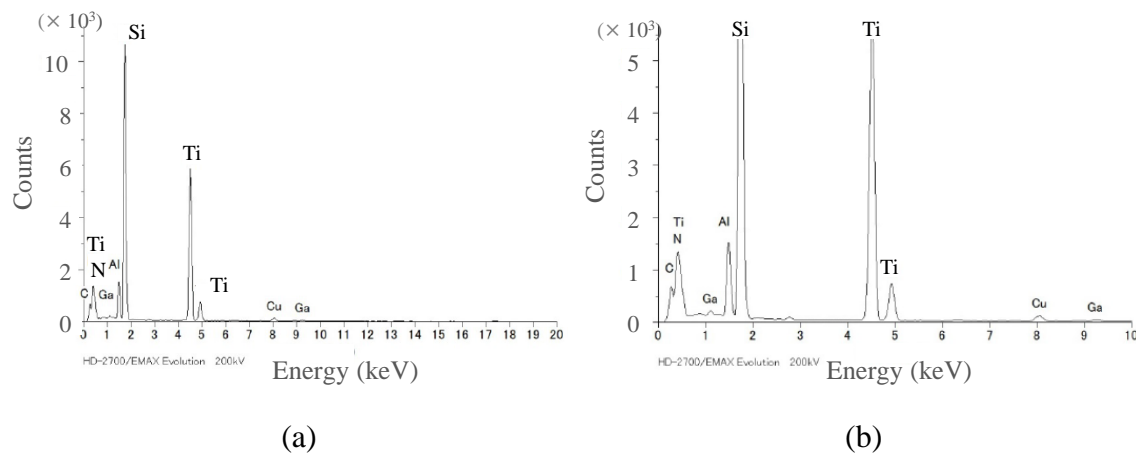 (× 10³)
Si
10
8
6
4
2
0
Counts
Ti
Ti
N
C
Ga
Al
Ti
Cu
Ga
0 1 2 3 4 5 6 7 8 9 10 11 12 13 14 15 16 17 18 19 20
HD-2700/EMAX Evolution 200kV
Energy (keV)
(a)
(× 10³)
Si
Ti
5
4
3
2
1
0
Counts
Ti
N
C
Ga
Al
Ti
Cu
Ga
0 1 2 3 4 5 6 7 8 9 10
HD-2700/EMAX Evolution 200kV
Energy (keV)
(b)